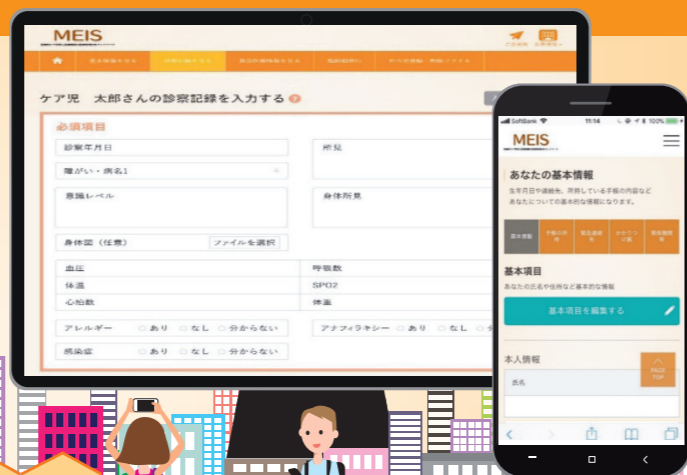 MEIS
ケア児　太郎さんの診察記録を入力する
必須項目
診察年月日
所見
障がい・病名1
意識レベル
身体所見
身体図（任意）
ファイルを選択
血圧
呼吸数
体温
SPO2
心拍数
体重
アレルギー
あり なし 分からない
アナフィラキシー
あり なし
感染症
あり なし 分からない
SoftBank 11:14 100%
MEIS
あなたの基本情報
生年月日や連絡先、所持している手帳の内容など
あなたについての基本的な情報になります。
基本情報
基本項目
あなたの氏名や住所など基本的な情報
基本項目を編集する
本人情報
PAGE
TOP
氏名